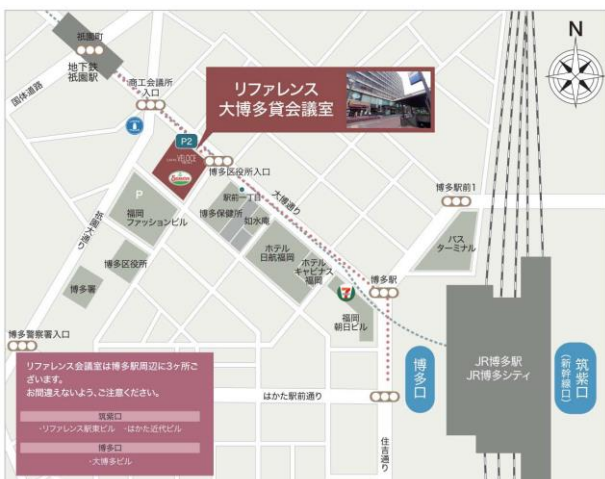 祇園町
地下鉄
祇園駅
国体道路
商工会議所
入口
リファレンス
大博多貸会議室
N
P2
VELOCE
博多区役所入口
P
福岡
ファッションビル
駅前一丁目
博多保健所
如水庵
大博通り
博多駅前1
バス
ターミナル
祇園大通り
博多区役所
博多署
ホテル
日航福岡
ホテル
キャビナス
福岡
7
博多駅
福岡
朝日ビル
博多警察署入口
博多口
JR博多駅
JR博多シティ
筑紫口
(新幹線口)
はかた駅前通り
住吉通り
リファレンス会議室は博多駅周辺に3ヶ所ご
ざいます。
お間違えないよう、ご注意ください。
筑紫口
・リファレンス駅東ビル ・はかた近代ビル
博多口
・大博多ビル